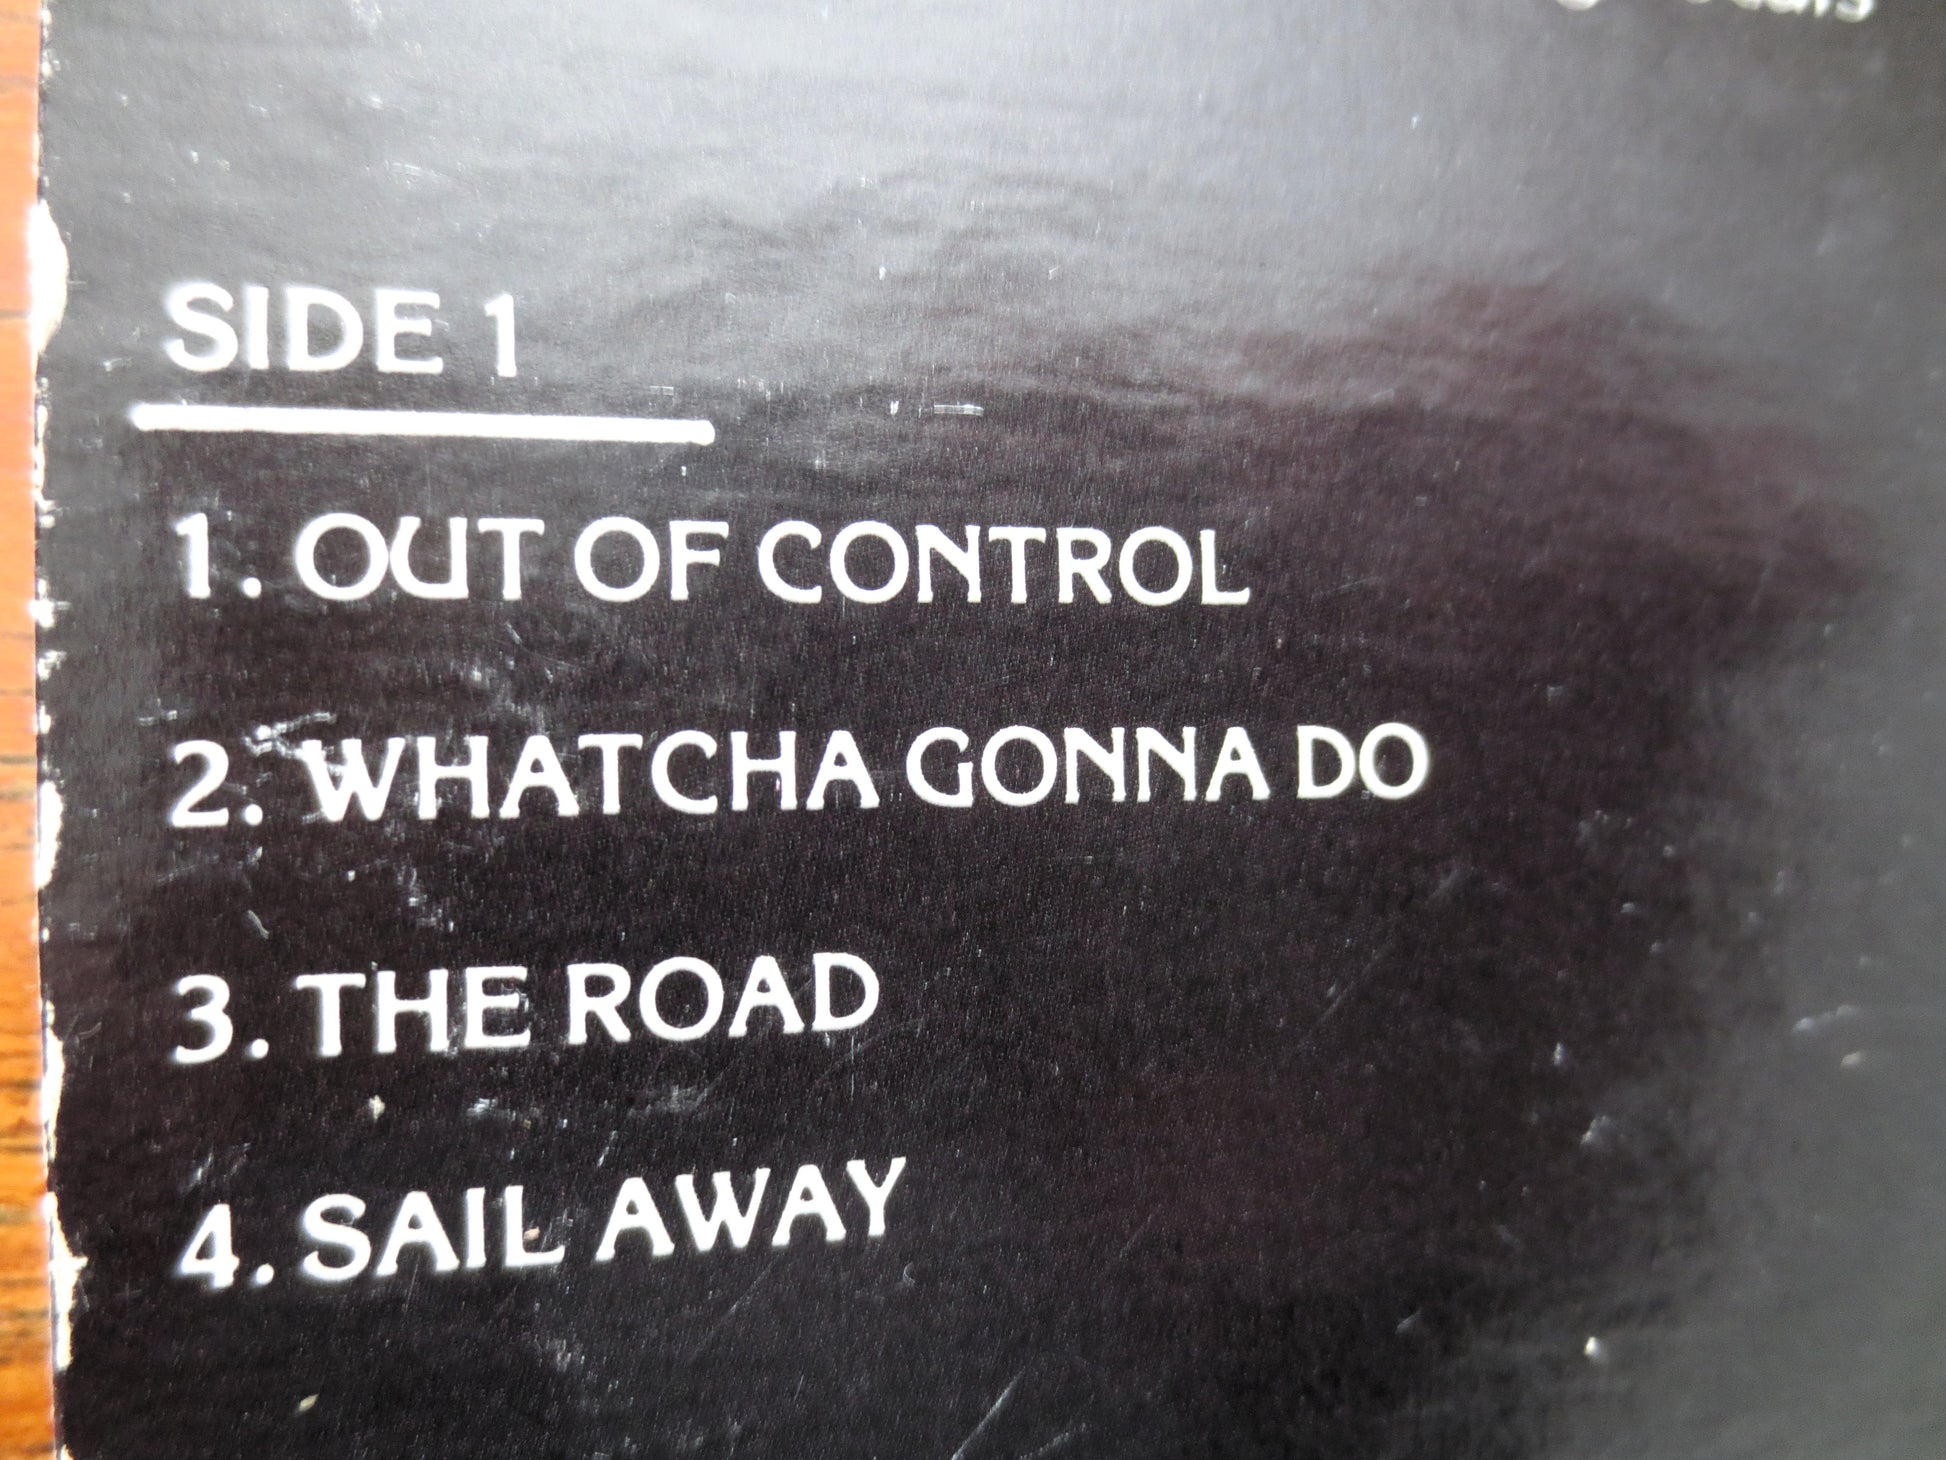 SIDE 1
1. OUT OF CONTROL
2. WHATCHA GONNA DO
3. THE ROAD
4. SAIL AWAY